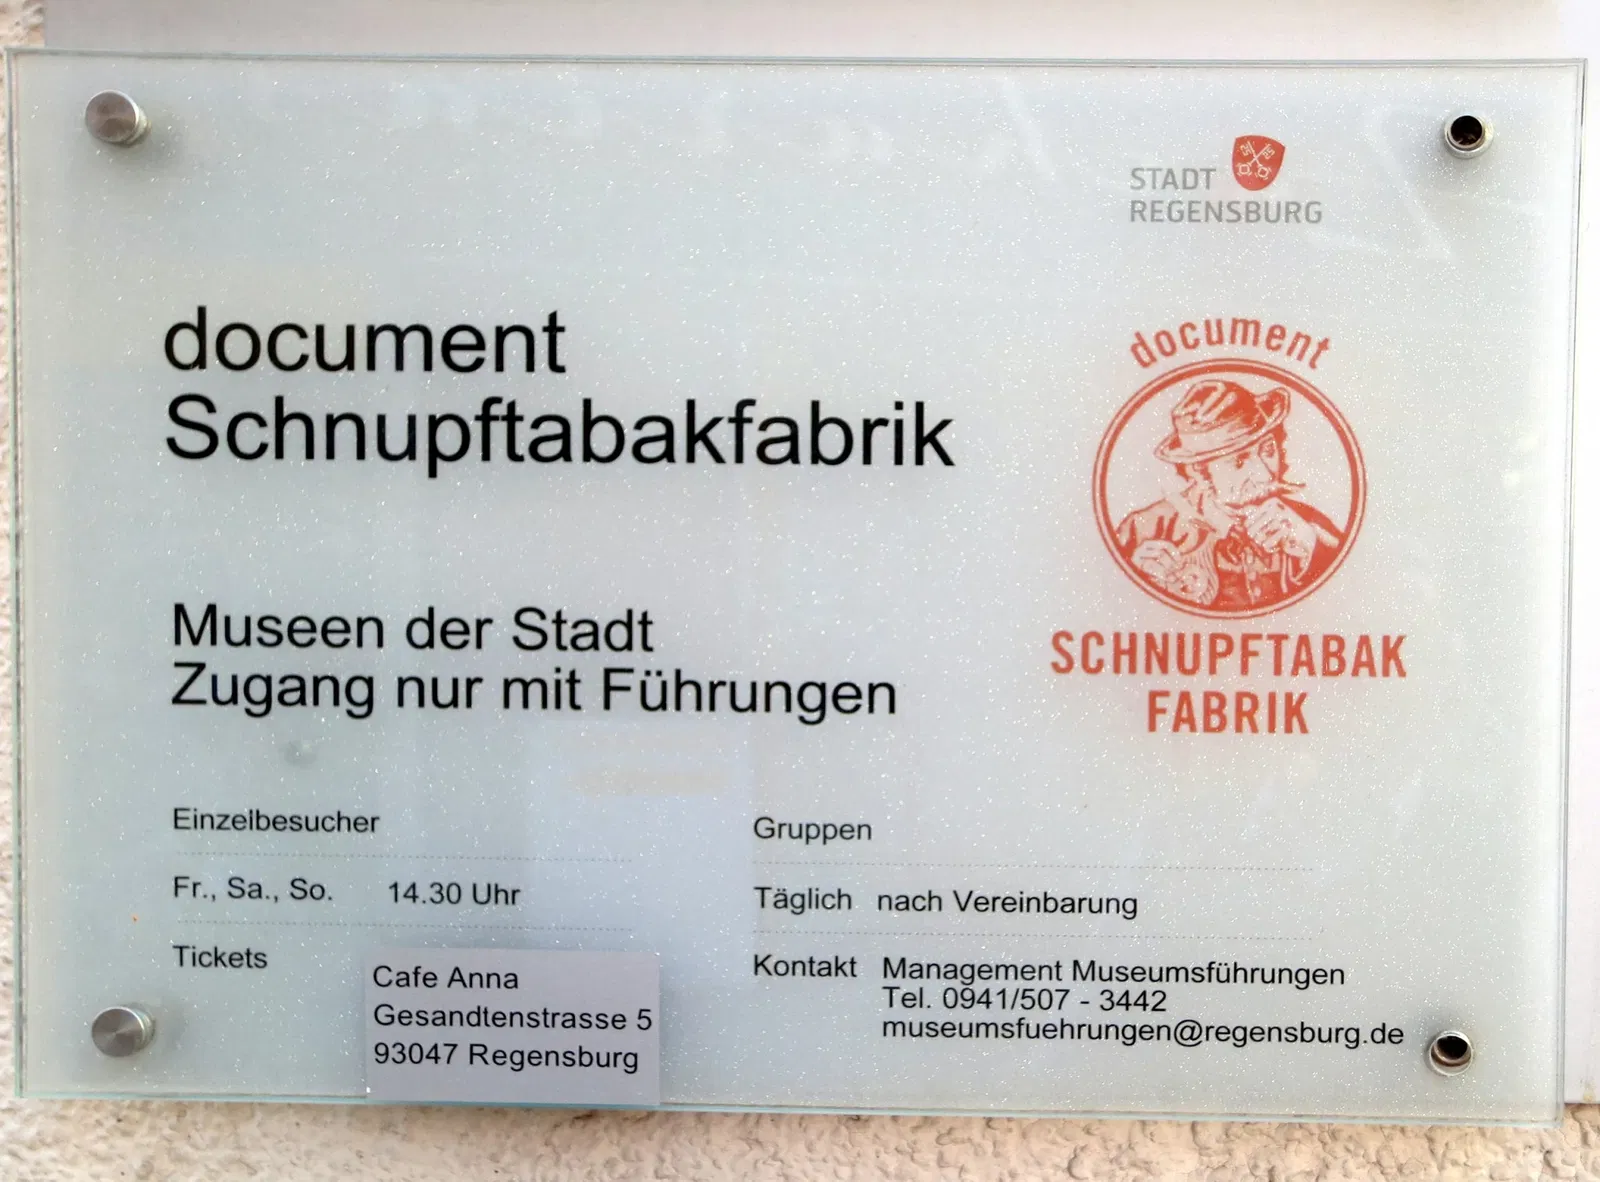 STADT
REGENSBURG
document
Schnupftabakfabrik
document
SCHNUPFTABAK
FABRIK
Museen der Stadt
Zugang nur mit Führungen
Einzelbesucher
Fr., Sa., So. 14.30 Uhr
Tickets
Cafe Anna
Gesandtenstrasse 5
93047 Regensburg
Gruppen
Täglich nach Vereinbarung
Kontakt Management Museumsführungen
Tel. 0941/507 - 3442
museumsfuehrungen@regensburg.de